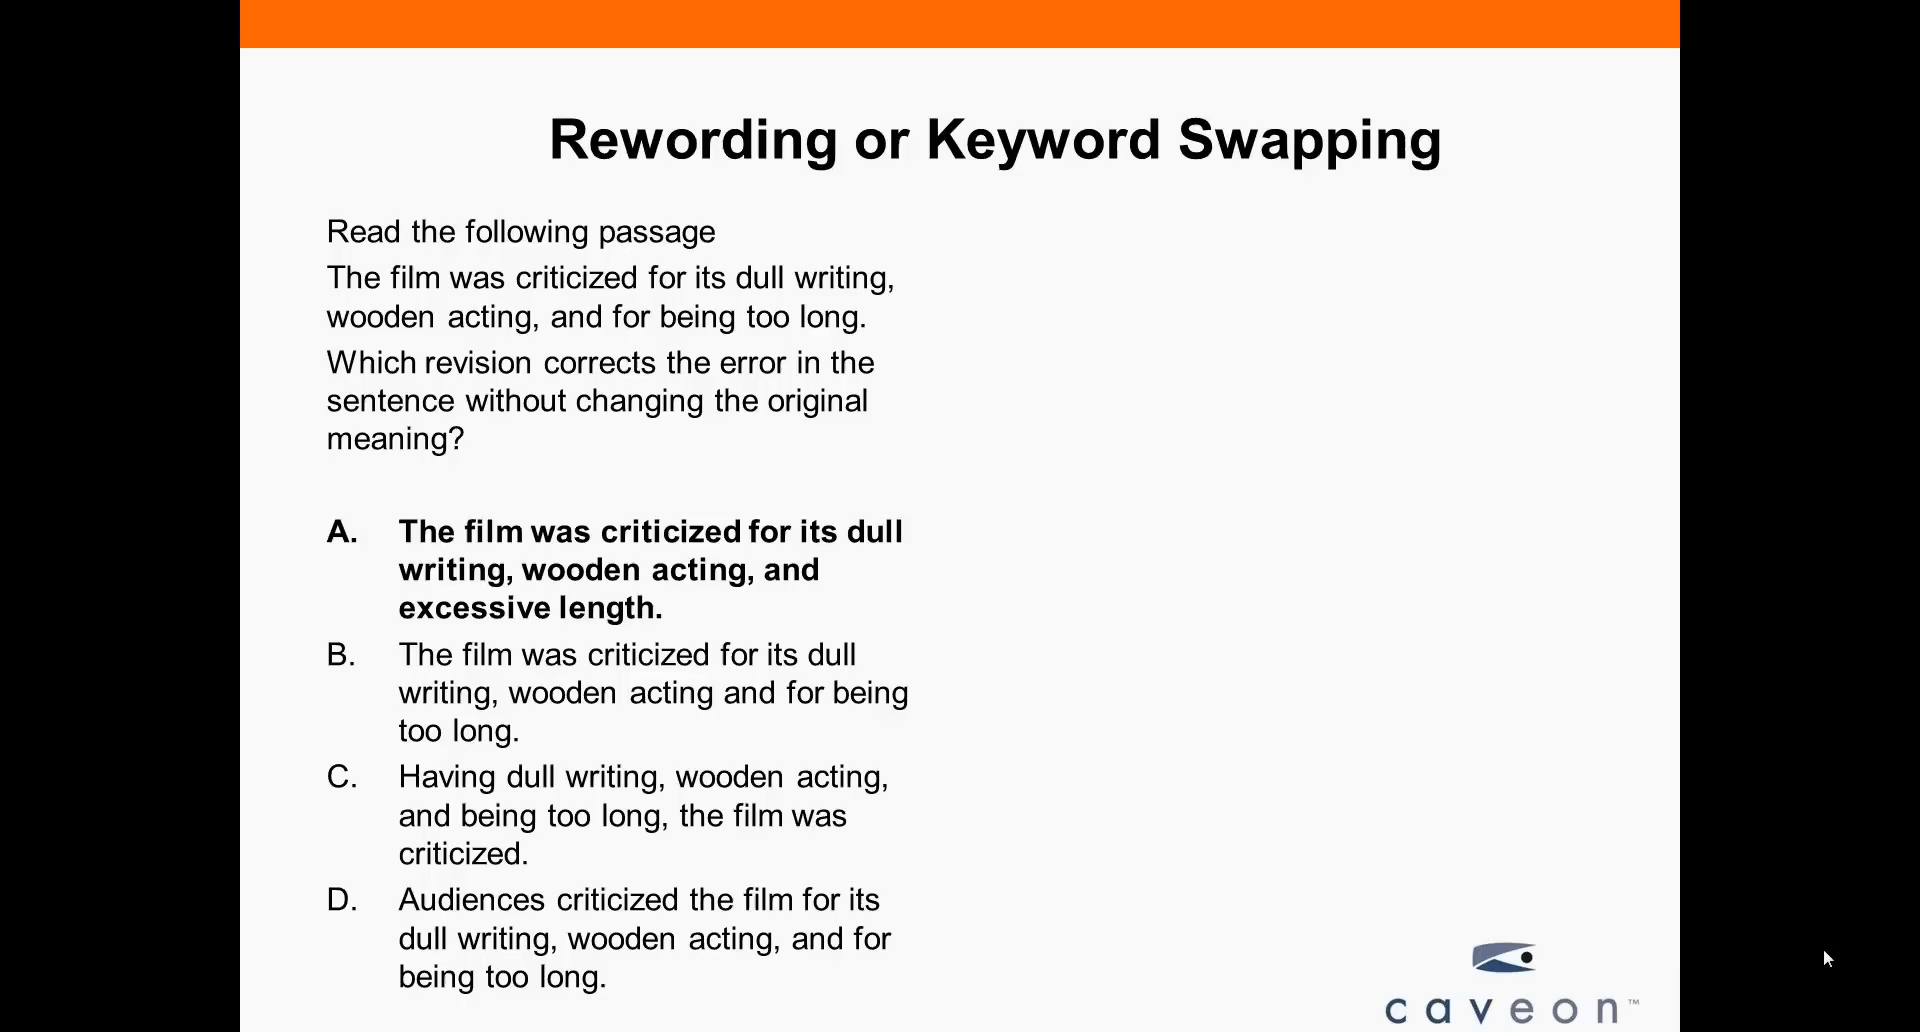 Rewording or Keyword Swapping
Read the following passage
The film was criticized for its dull writing,
wooden acting, and for being too long.
Which revision corrects the error in the
sentence without changing the original
meaning?
A. The film was criticized for its dull
writing, wooden acting, and
excessive length.
B. The film was criticized for its dull
writing, wooden acting and for being
too long.
C. Having dull writing, wooden acting,
and being too long, the film was
criticized.
D. Audiences criticized the film for its
dull writing, wooden acting, and for
being too long.
caveon™